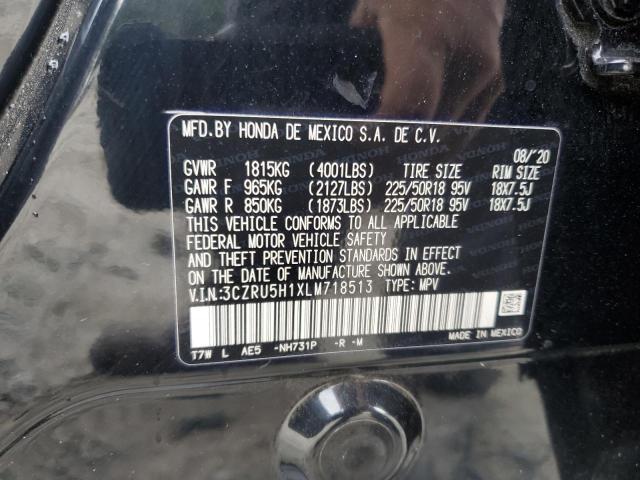 MFD.BY HONDA DE MEXICO S.A. DE C.V.
08/'20
GVWR 1815KG (4001LBS) TIRE SIZE RIM SIZE
GAWR F 965KG (2127LBS) 225/50R18 95V 18X7.5J
GAWR R 850KG (1873LBS) 225/50R18 95V 18X7.5J
THIS VEHICLE CONFORMS TO ALL APPLICABLE
FEDERAL MOTOR VEHICLE SAFETY
AND THEFT PREVENTION STANDARDS IN EFFECT
ON THE DATE OF MANUFACTURE SHOWN ABOVE.
V.I.N.:3CZRU5H1XLM718513 TYPE: MPV
T7W L AE5 -NH731P -R -M MADE IN MEXICO